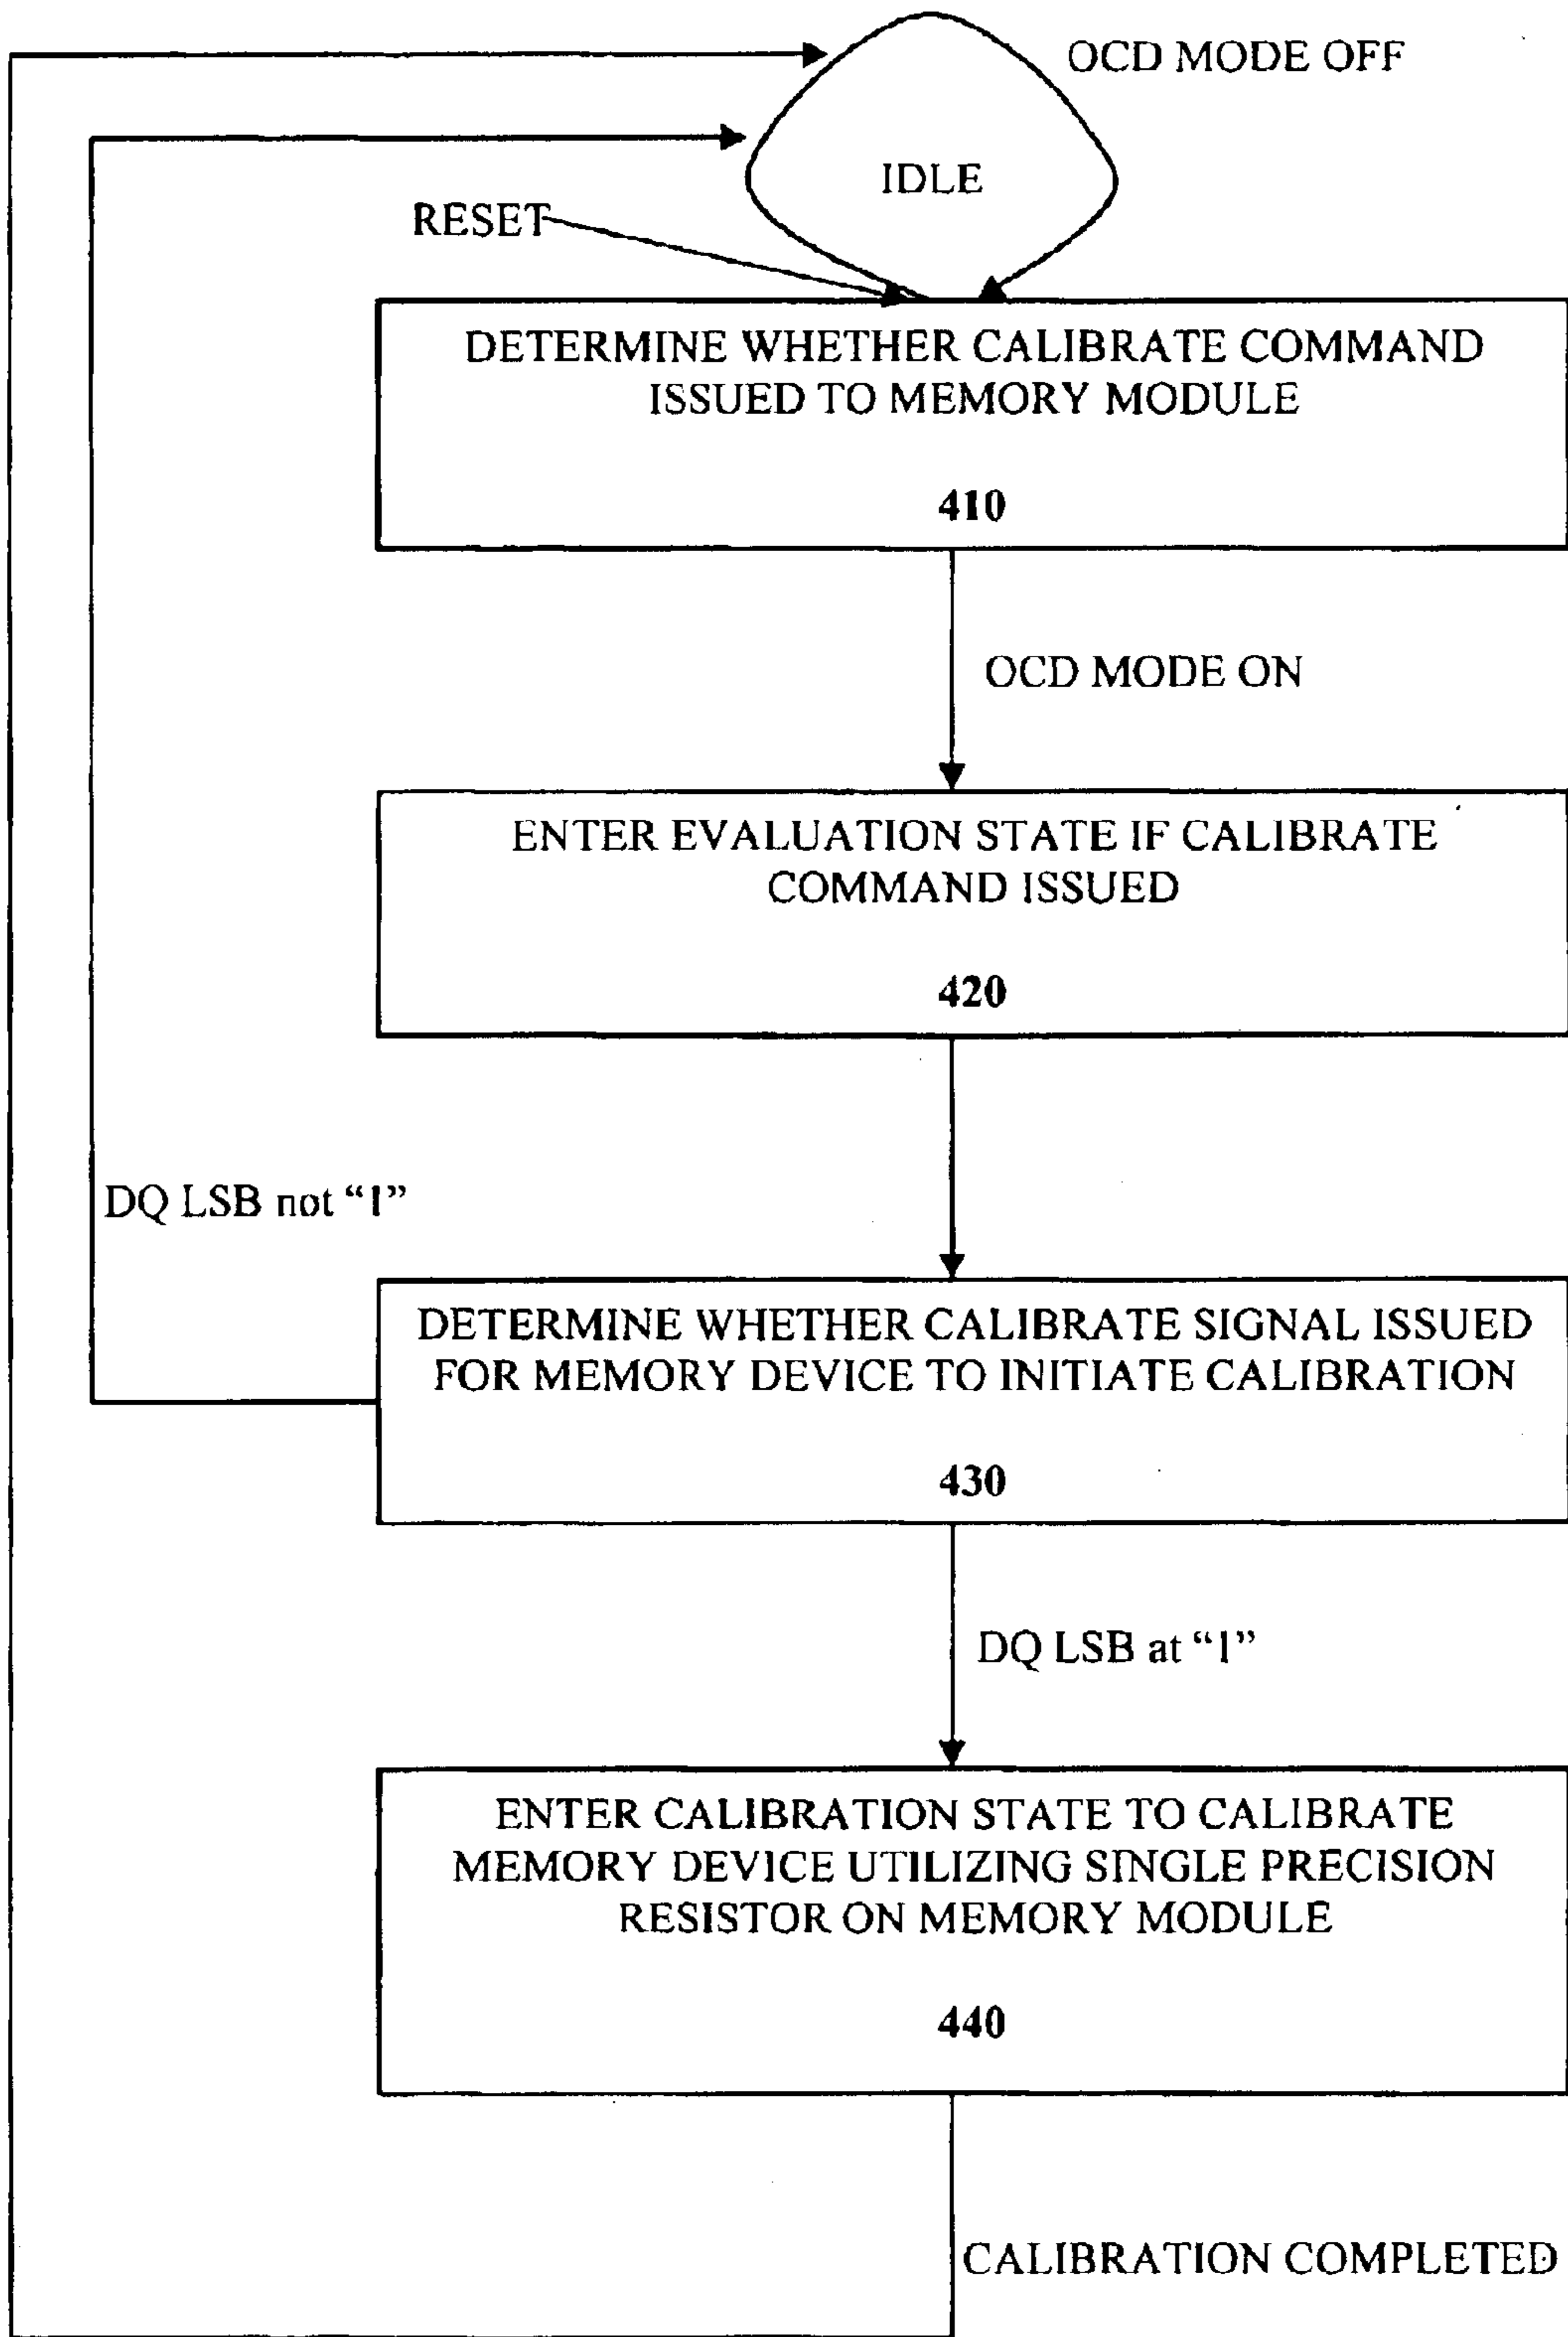 OCD MODE OFF
IDLE
RESET
DETERMINE WHETHER CALIBRATE COMMAND
ISSUED TO MEMORY MODULE
410
OCD MODE ON
ENTER EVALUATION STATE IF CALIBRATE
COMMAND ISSUED
420
DQ LSB not “1”
DETERMINE WHETHER CALIBRATE SIGNAL ISSUED
FOR MEMORY DEVICE TO INITIATE CALIBRATION
430
DQ LSB at “1”
ENTER CALIBRATION STATE TO CALIBRATE
MEMORY DEVICE UTILIZING SINGLE PRECISION
RESISTOR ON MEMORY MODULE
440
CALIBRATION COMPLETED